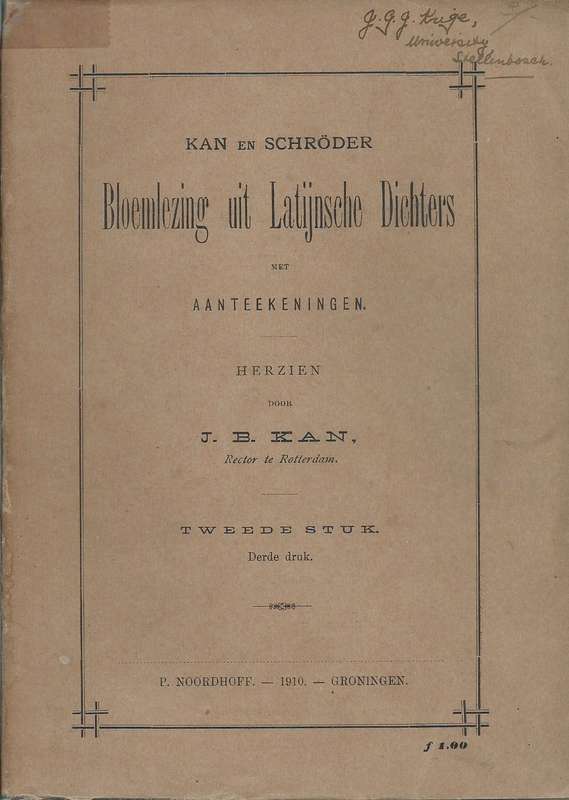 J. G. J. Krige,
University
Stellenbosch.
KAN EN SCHRÖDER
Bloemlezing uit Latijnsche Dichters
MET
AANTEEKENINGEN.
HERZIEN
DOOR
J. B. KAN,
Rector te Rotterdam.
TWEEDE STUK.
Derde druk.
P. NOORDHOFF. — 1910. — GRONINGEN.
ƒ 1.00